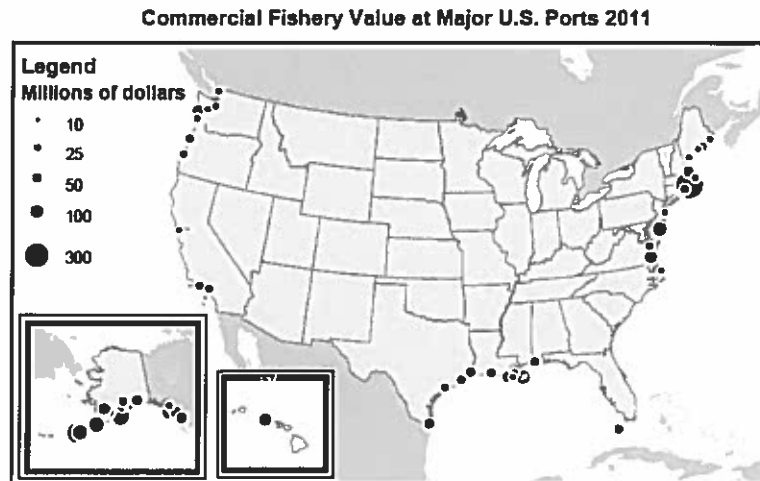 Commercial Fishery Value at Major U.S. Ports 2011
Legend
Millions of dollars
10
25
50
100
300